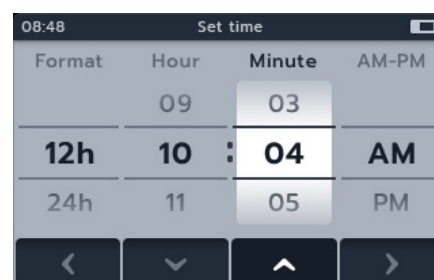 08:48 Set time
Format Hour Minute AM-PM
09 03
12h 10 : 04 AM
24h 11 05 PM